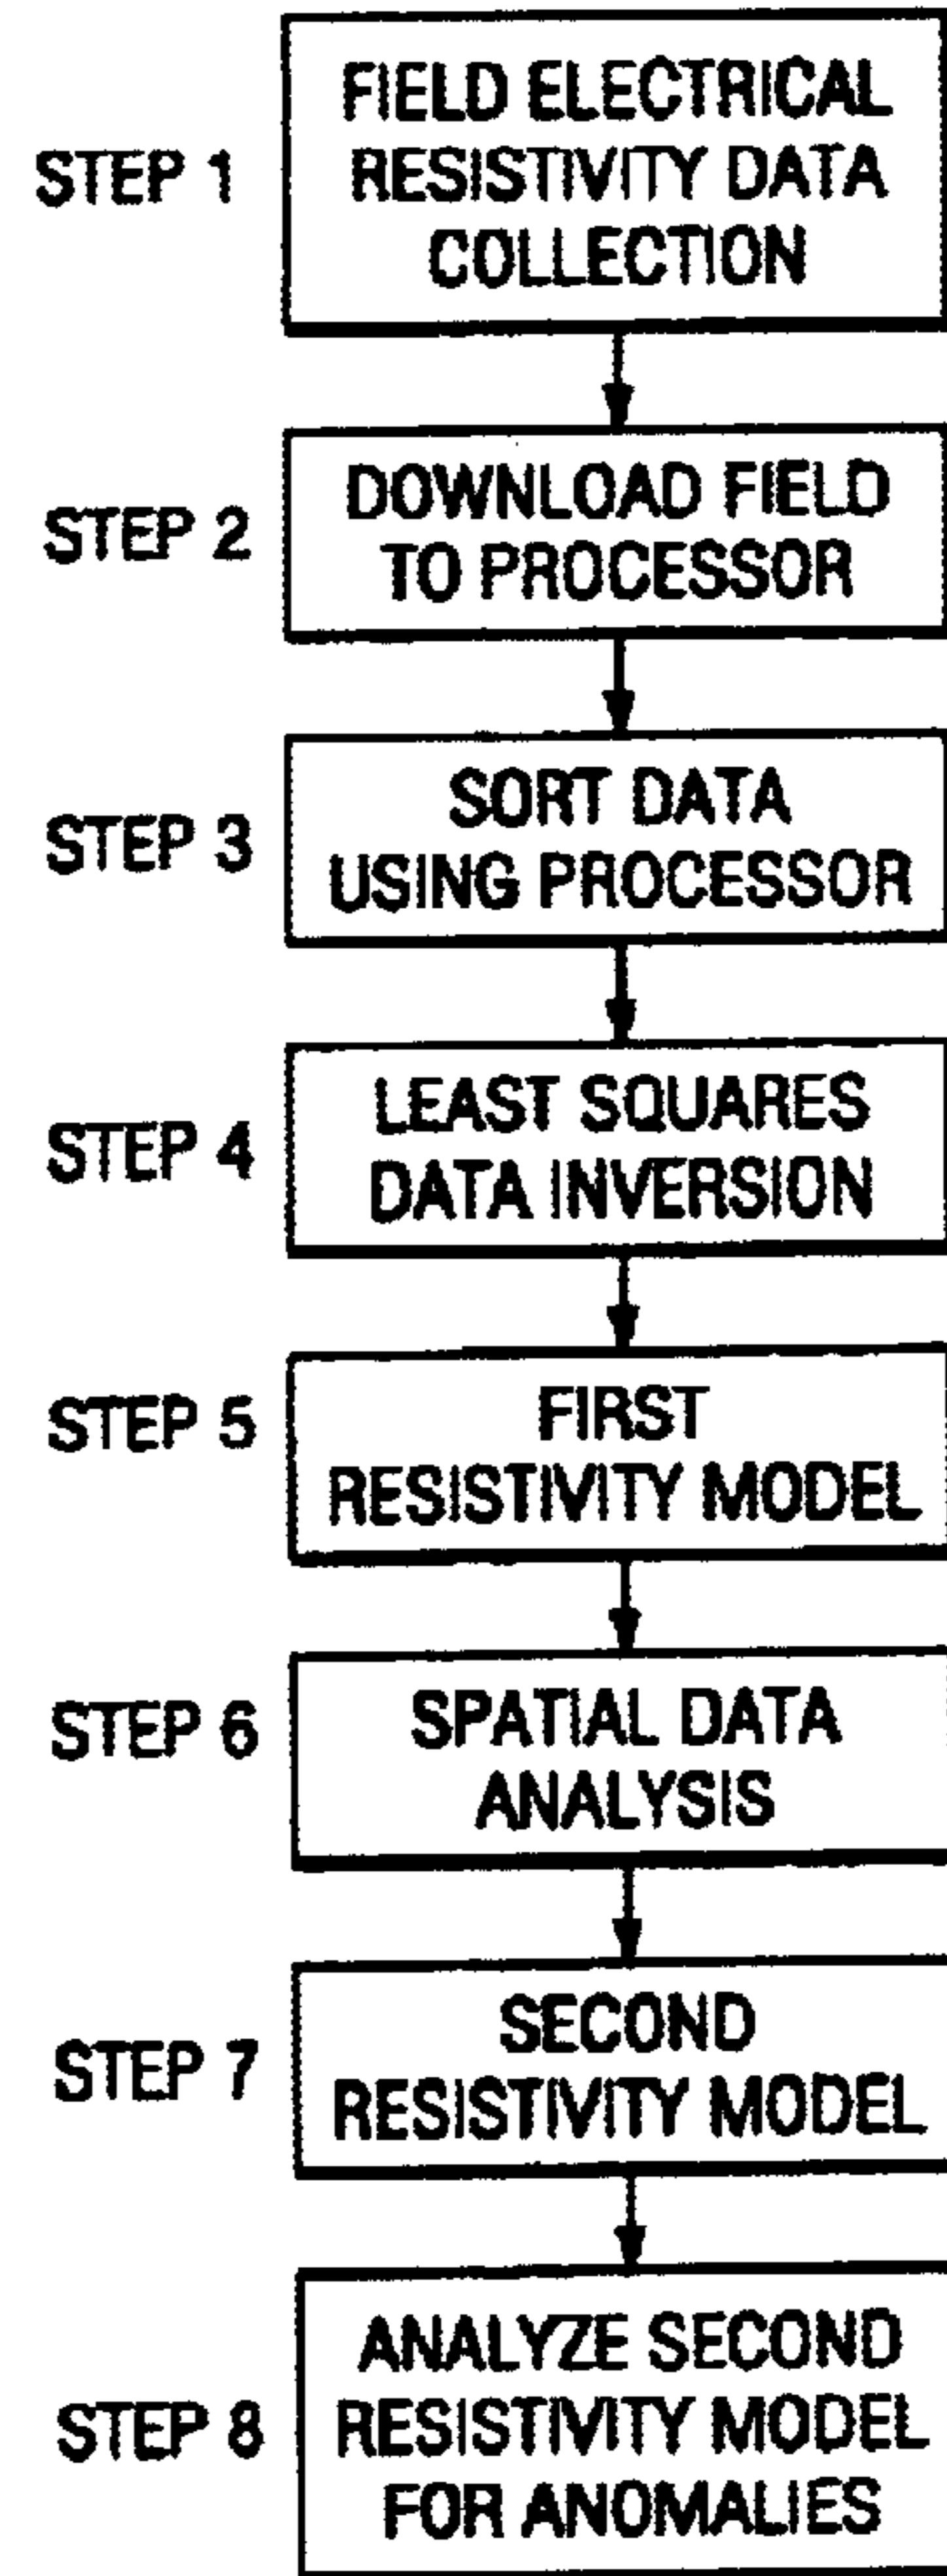 STEP 1
FIELD ELECTRICAL
RESISTIVITY DATA
COLLECTION
STEP 2
DOWNLOAD FIELD
TO PROCESSOR
STEP 3
SORT DATA
USING PROCESSOR
STEP 4
LEAST SQUARES
DATA INVERSION
STEP 5
FIRST
RESISTIVITY MODEL
STEP 6
SPATIAL DATA
ANALYSIS
STEP 7
SECOND
RESISTIVITY MODEL
STEP 8
ANALYZE SECOND
RESISTIVITY MODEL
FOR ANOMALIES